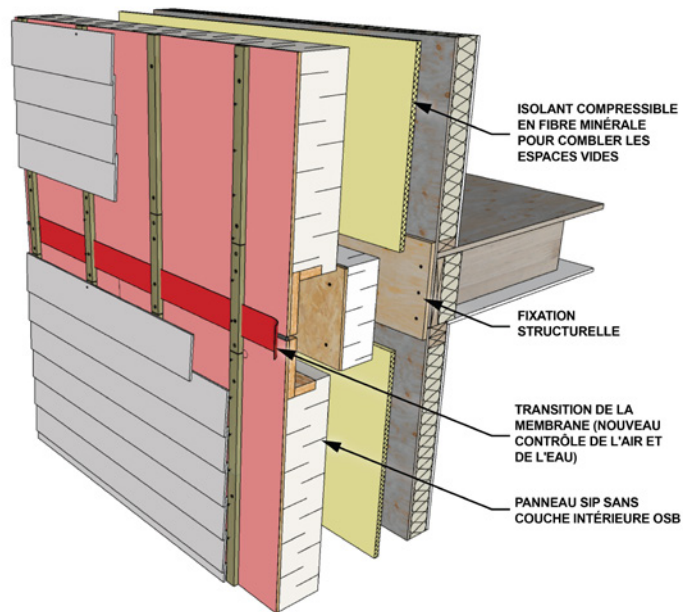 ISOLANT COMPRESSIBLE
EN FIBRE MINÉRALE
POUR COMBLER LES
ESPACES VIDES
FIXATION
STRUCTURELLE
TRANSITION DE LA
MEMBRANE (NOUVEAU
CONTRÔLE DE L'AIR ET
DE L'EAU)
PANNEAU SIP SANS
COUCHE INTÉRIEURE OSB